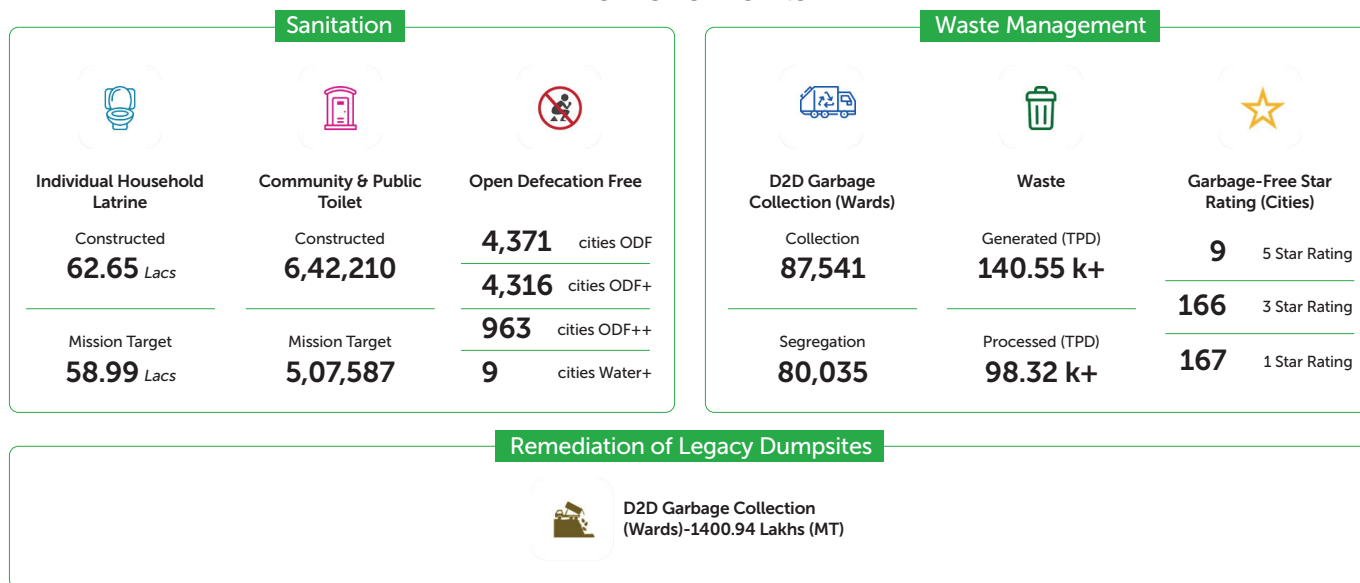 Sanitation
Individual Household
Latrine
Constructed
62.65 Lacs
Mission Target
58.99 Lacs
Community & Public
Toilet
Constructed
6,42,210
Mission Target
5,07,587
Open Defecation Free
4,371 cities ODF
4,316 cities ODF+
963 cities ODF++
9 cities Water+
Waste Management
D2D Garbage
Collection (Wards)
Collection
87,541
Segregation
80,035
Waste
Generated (TPD)
140.55 k+
Processed (TPD)
98.32 k+
Garbage-Free Star
Rating (Cities)
9 5 Star Rating
166 3 Star Rating
167 1 Star Rating
Remediation of Legacy Dumpsites
D2D Garbage Collection
(Wards)-1400.94 Lakhs (MT)